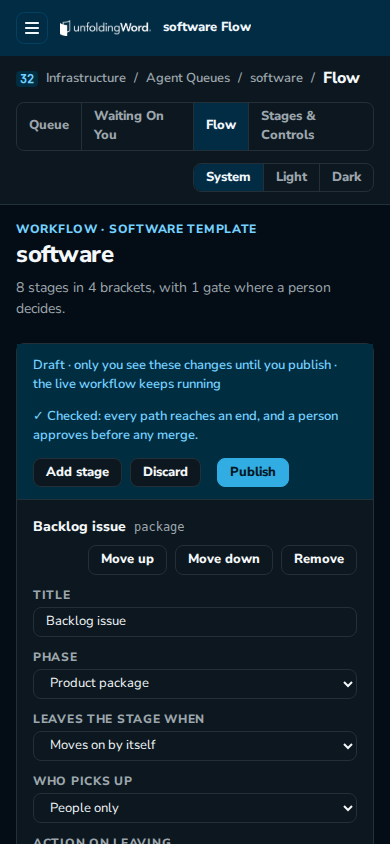 unfoldingWord. software Flow
32 Infrastructure / Agent Queues / software / Flow
Queue
Waiting On
You
Flow
Stages &
Controls
System Light Dark
WORKFLOW · SOFTWARE TEMPLATE
software
8 stages in 4 brackets, with 1 gate where a person
decides.
Draft · only you see these changes until you publish ·
the live workflow keeps running
✓ Checked: every path reaches an end, and a person
approves before any merge.
Add stage Discard Publish
Backlog issue package
Move up Move down Remove
TITLE
Backlog issue
PHASE
Product package
LEAVES THE STAGE WHEN
Moves on by itself
WHO PICKS UP
People only
ACTION ON LEAVING